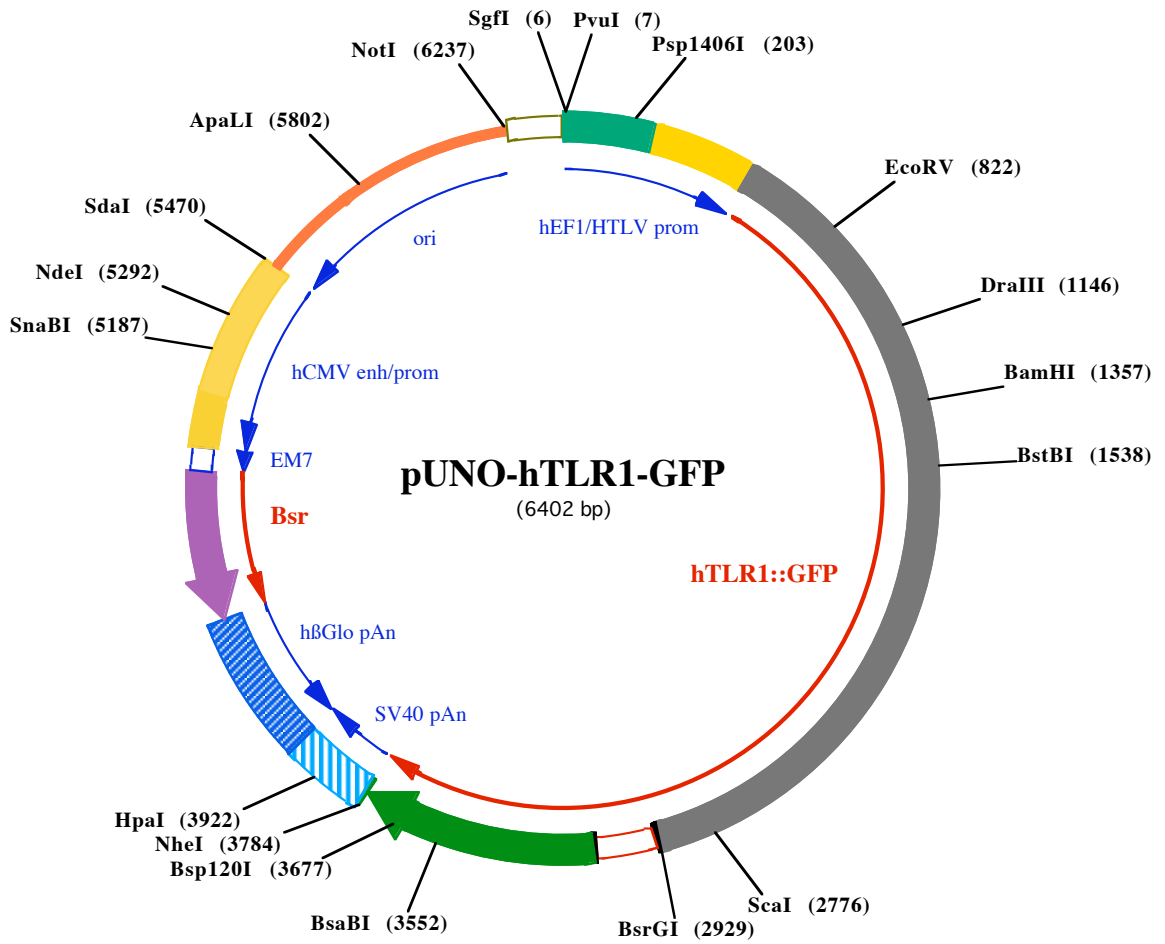 SgfI (6)
PvuI (7)
NotI (6237)
Psp1406I (203)
ApaLI (5802)
EcoRV (822)
SdaI (5470)
hEF1/HTLV prom
ori
NdeI (5292)
DraIII (1146)
SnaBI (5187)
hCMV enh/prom
BamHI (1357)
EM7
BstBI (1538)
pUNO-hTLR1-GFP
(6402 bp)
Bsr
hTLR1::GFP
hßGlo pAn
SV40 pAn
HpaI (3922)
NheI (3784)
Bsp120I (3677)
BsaBI (3552)
ScaI (2776)
BsrGI (2929)